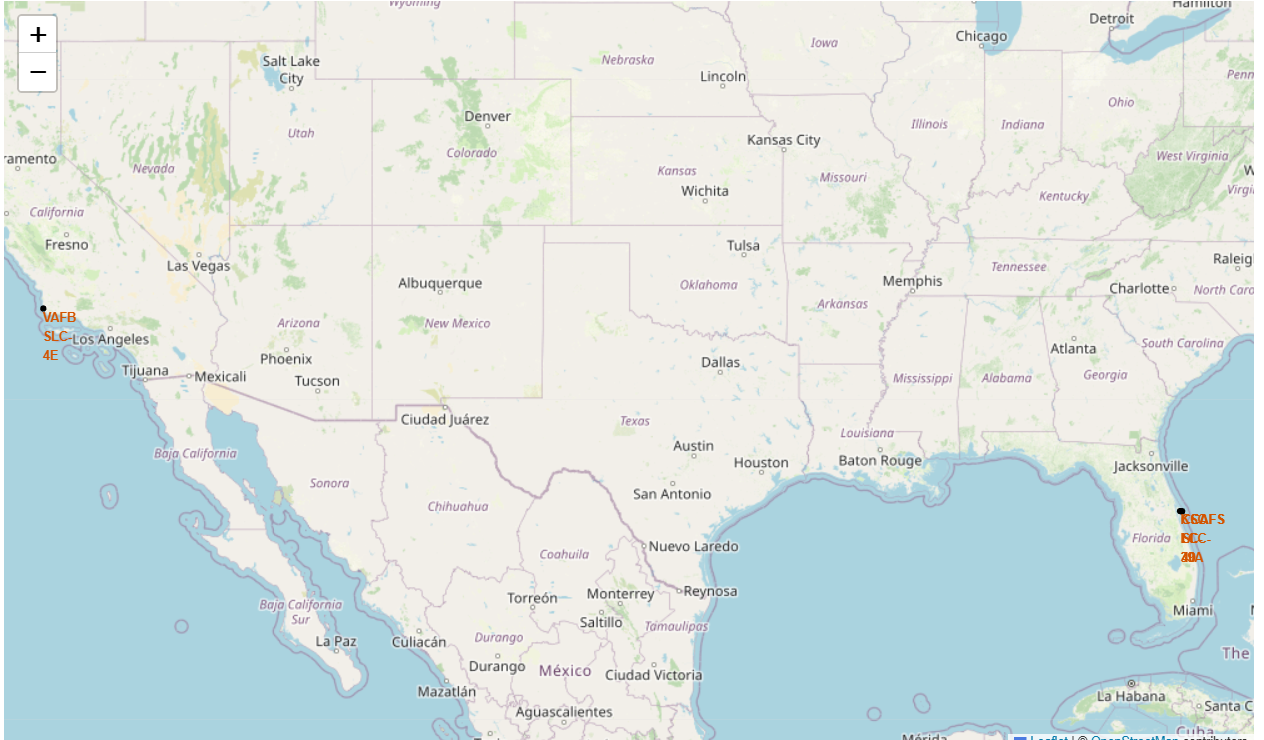 Wyoming
Hamilton
+
Detroit
Chicago
Iowa
Nebraska
Salt Lake
City
Lincoln
Penn
−
Ohio
Denver
Illinois
Indiana
Utah
Kansas City
Colorado
West Virginia
ramento
Nevada
Kansas
Missouri
W
Wichita
Virgi
Kentucky
California
Fresno
Tulsa
Raleig
Las Vegas
Tennessee
Albuquerque
Oklahoma
Memphis
Charlotte
North Caro
Arkansas
VAFB
SLC-
4E
Arizona
New Mexico
Los Angeles
South Carolina
Atlanta
Phoenix
Dallas
Tijuana
Mexicali
Tucson
Mississippi
Alabama
Georgia
Ciudad Juárez
Texas
Louisiana
Austin
Baja California
Houston
Baton Rouge
Jacksonville
Sonora
San Antonio
Chihuahua
Florida
Nuevo Laredo
Coahuila
Torreón
Monterrey
Reynosa
Baja California
Sur
Miami
Saltillo
Tamaulipas
La Paz
Culiacán
Durango
The
Durango
México
Ciudad Victoria
Mazatlán
La Habana
Santa C
Aguascalientes
Cuba
Mérida
Leaflet | © OpenStreetMap contributors